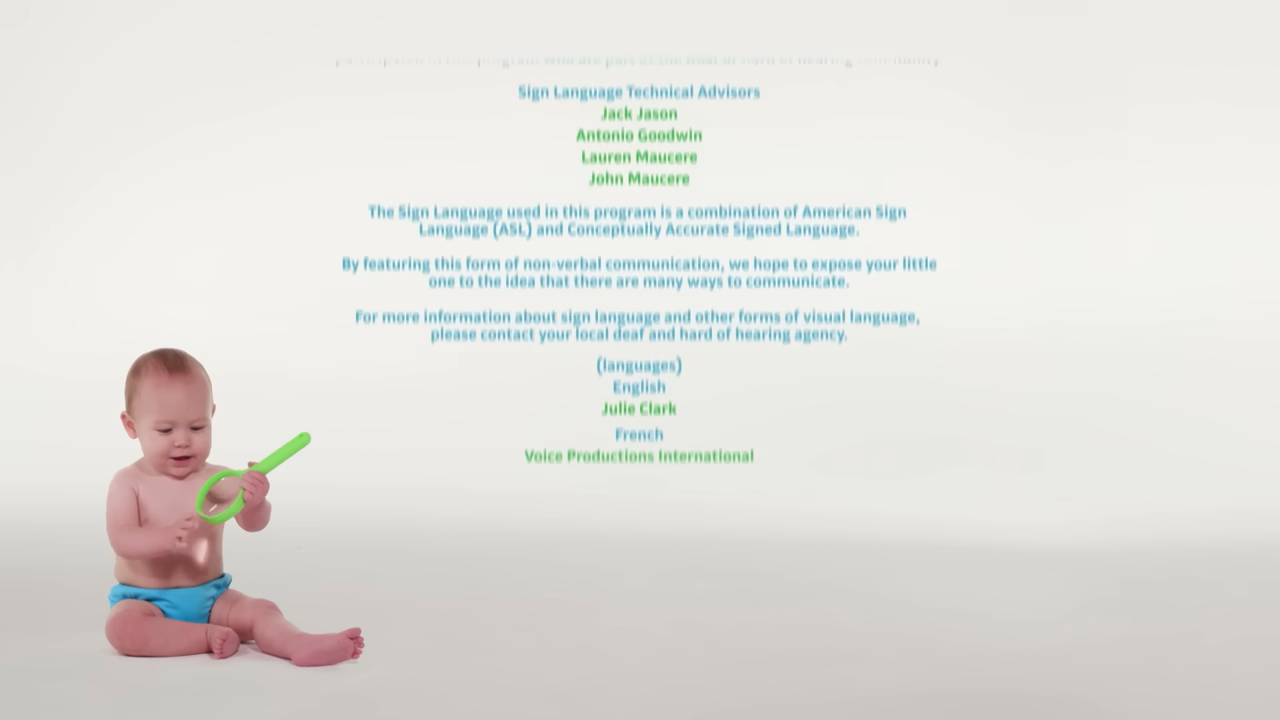 Sign Language Technical Advisors
Jack Jason
Antonio Goodwin
Lauren Maucere
John Maucere
The Sign Language used in this program is a combination of American Sign
Language (ASL) and Conceptually Accurate Signed Language.
By featuring this form of non-verbal communication, we hope to expose your little
one to the idea that there are many ways to communicate.
For more information about sign language and other forms of visual language,
please contact your local deaf and hard of hearing agency.
(languages)
English
Julie Clark
French
Voice Productions International